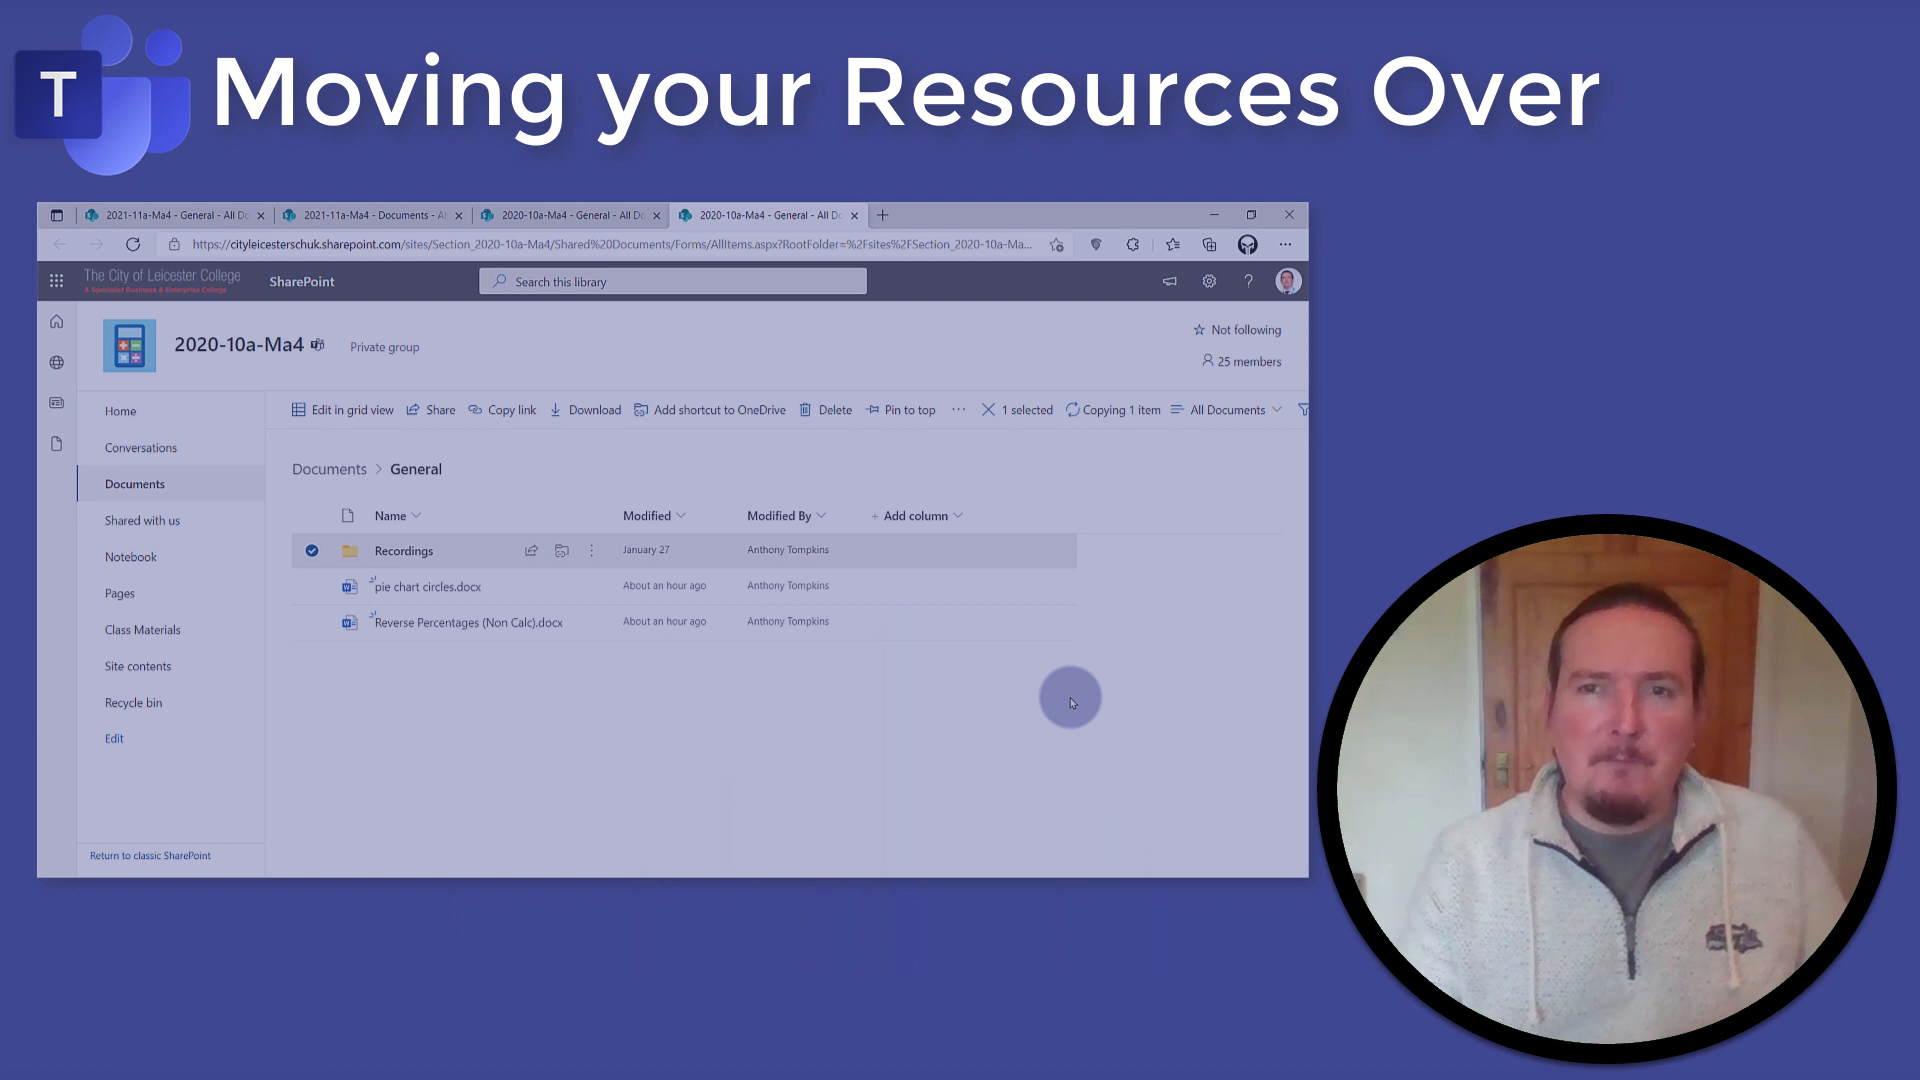 T
Moving your Resources Over
2021-11a-Ma4 - General - All Do
2021-11a-Ma4 - Documents - Al
2020-10a-Ma4 - General - All Do
2020-10a-Ma4 - General - All Do
https://cityleicesterschuk.sharepoint.com/sites/Section_2020-10a-Ma4/Shared%20Documents/Forms/AllItems.aspx?RootFolder=%2Fsites%2FSection_2020-10a-Ma...
The City of Leicester College
A Specialist Business & Enterprise College
SharePoint
Search this library
2020-10a-Ma4
Private group
Not following
25 members
Home
Conversations
Documents
Shared with us
Notebook
Pages
Class Materials
Site contents
Recycle bin
Edit
Return to classic SharePoint
Edit in grid view
Share
Copy link
Download
Add shortcut to OneDrive
Delete
Pin to top
1 selected
Copying 1 item
All Documents
Documents > General
Name
Modified
Modified By
+ Add column
Recordings
January 27
Anthony Tompkins
pie chart circles.docx
About an hour ago
Anthony Tompkins
Reverse Percentages (Non Calc).docx
About an hour ago
Anthony Tompkins